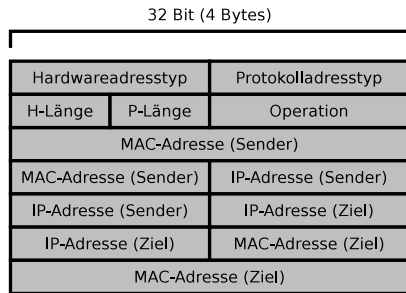 32 Bit (4 Bytes)
Hardwareadresstyp Protokolladresstyp
H-Länge P-Länge Operation
MAC-Adresse (Sender)
MAC-Adresse (Sender) IP-Adresse (Sender)
IP-Adresse (Sender) IP-Adresse (Ziel)
IP-Adresse (Ziel) MAC-Adresse (Ziel)
MAC-Adresse (Ziel)